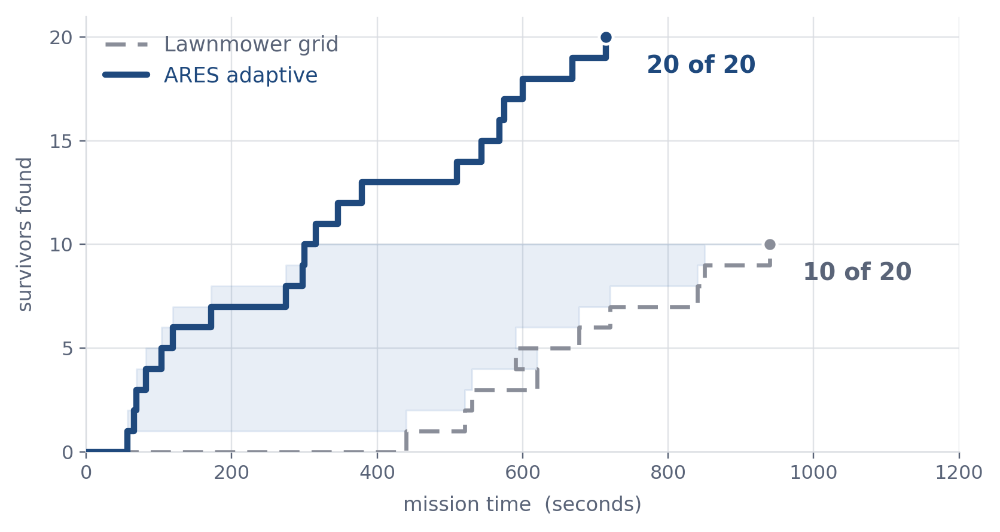 Lawnmower grid
ARES adaptive
20 of 20
10 of 20
survivors found
20
15
10
5
0
0 200 400 600 800 1000 1200
mission time (seconds)